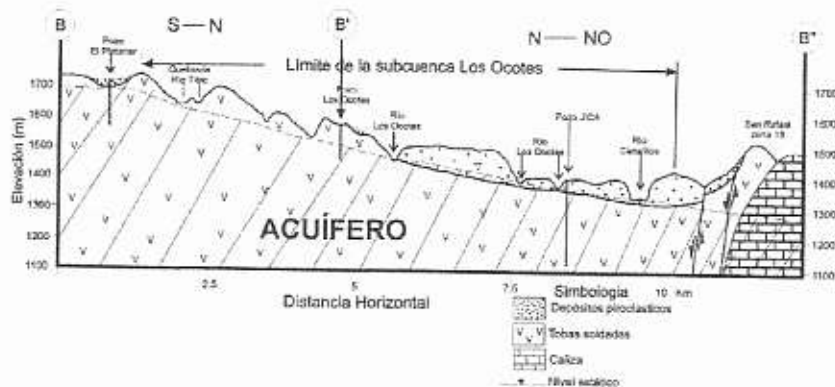 B
S — N
B'
N — NO
B"
Pozo
El Platanar
Límite de la subcuenca Los Ocotes
Quebrada
Pozo
Los Ocotes
Río
Los Ocotes
Río
Los Ocotes
Pozo JICA
Río
San Rafael
zona 18
Elevación (m)
1700
1600
1500
1400
1300
1200
1100
1700
1600
1500
1400
1300
1200
1100
ACUÍFERO
2.5
5
7.5
10 Km
Distancia Horizontal
Simbología
Depósitos piroclásticos
Tobas soldadas
Caliza
Nivel estático